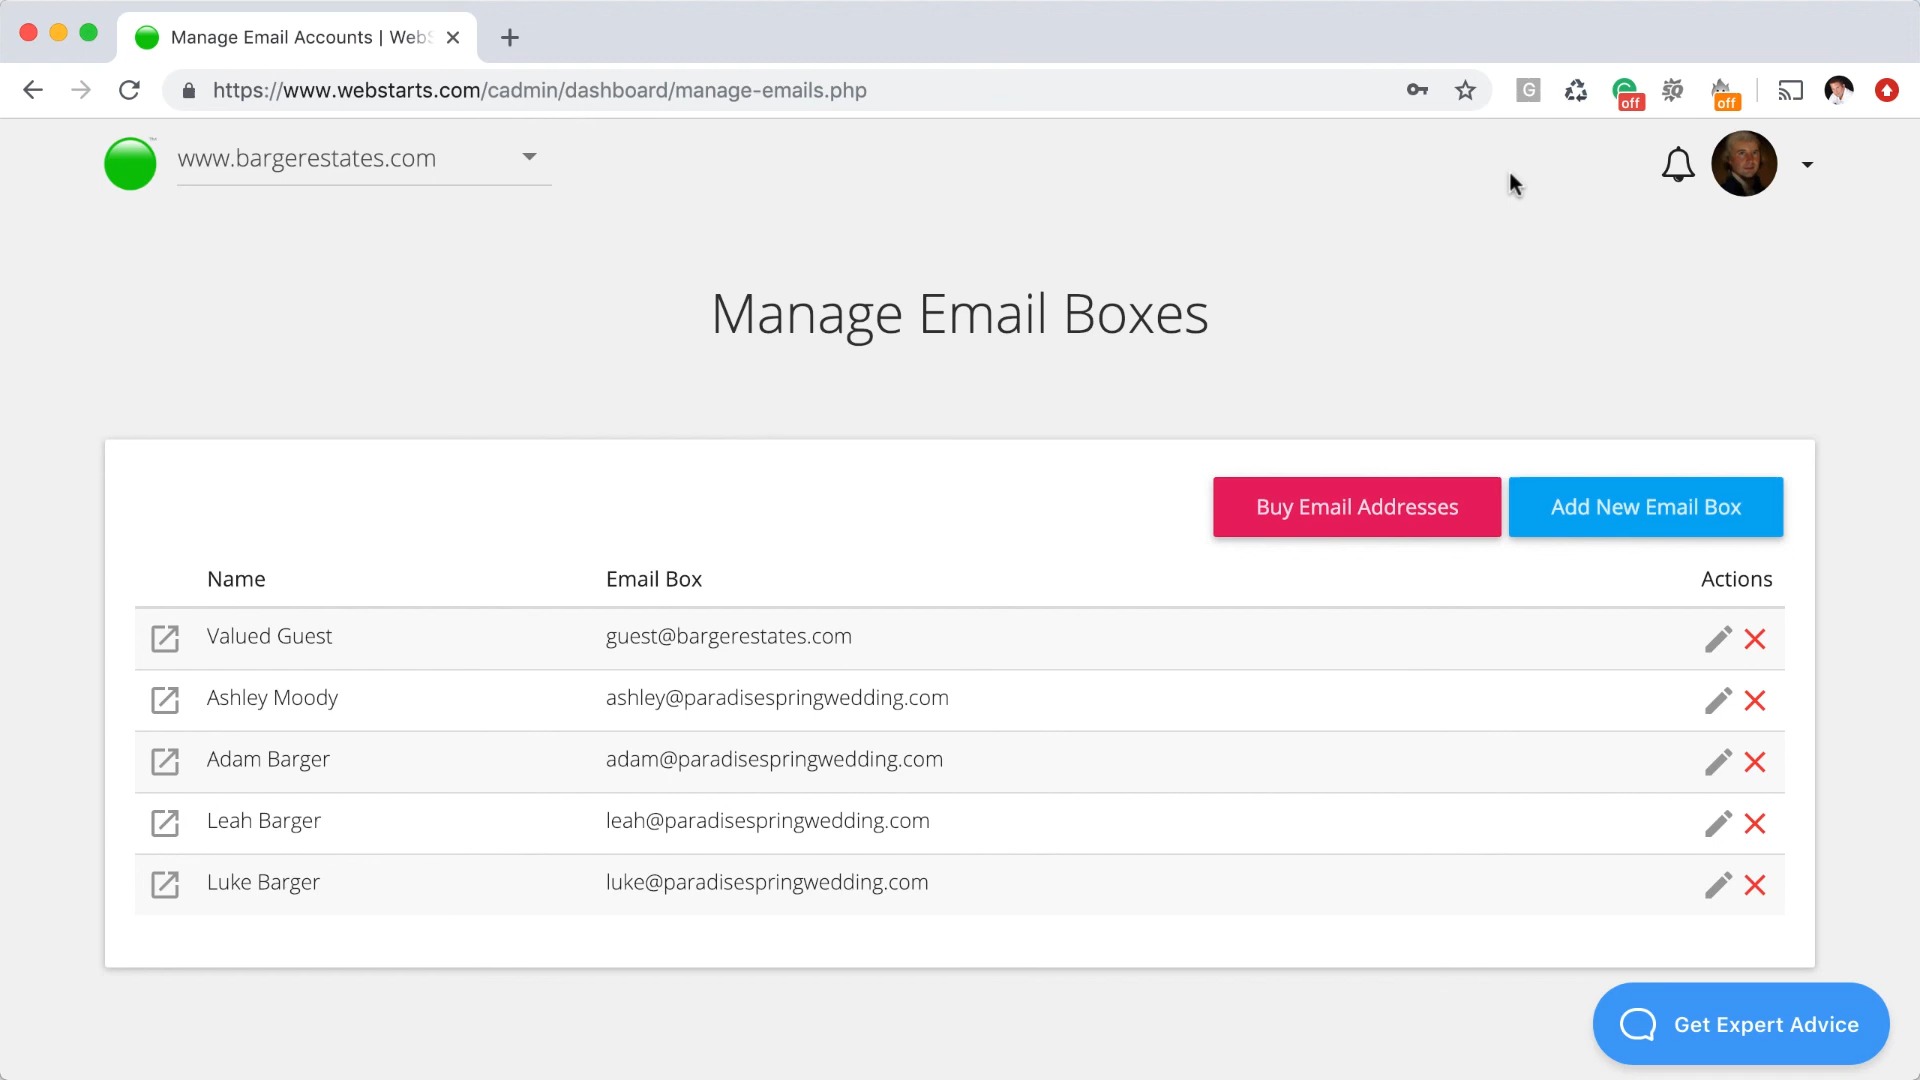 Manage Email Accounts | WebS
https://www.webstarts.com/cadmin/dashboard/manage-emails.php
G
off
SQ
off
www.bargerestates.com
Manage Email Boxes
Buy Email Addresses
Add New Email Box
Name
Email Box
Actions
Valued Guest
guest@bargerestates.com
Ashley Moody
ashley@paradisespringwedding.com
Adam Barger
adam@paradisespringwedding.com
Leah Barger
leah@paradisespringwedding.com
Luke Barger
luke@paradisespringwedding.com
Get Expert Advice